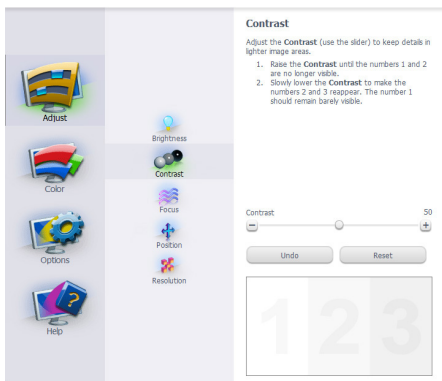 Contrast
Adjust the Contrast (use the slider) to keep details in
lighter image areas.
1. Raise the Contrast until the numbers 1 and 2
are no longer visible.
2. Slowly lower the Contrast to make the
numbers 2 and 3 reappear. The number 1
should remain barely visible.
Adjust
Color
Options
Help
Brightness
Contrast
Focus
Position
Resolution
Contrast 50
Undo Reset
1 2 3